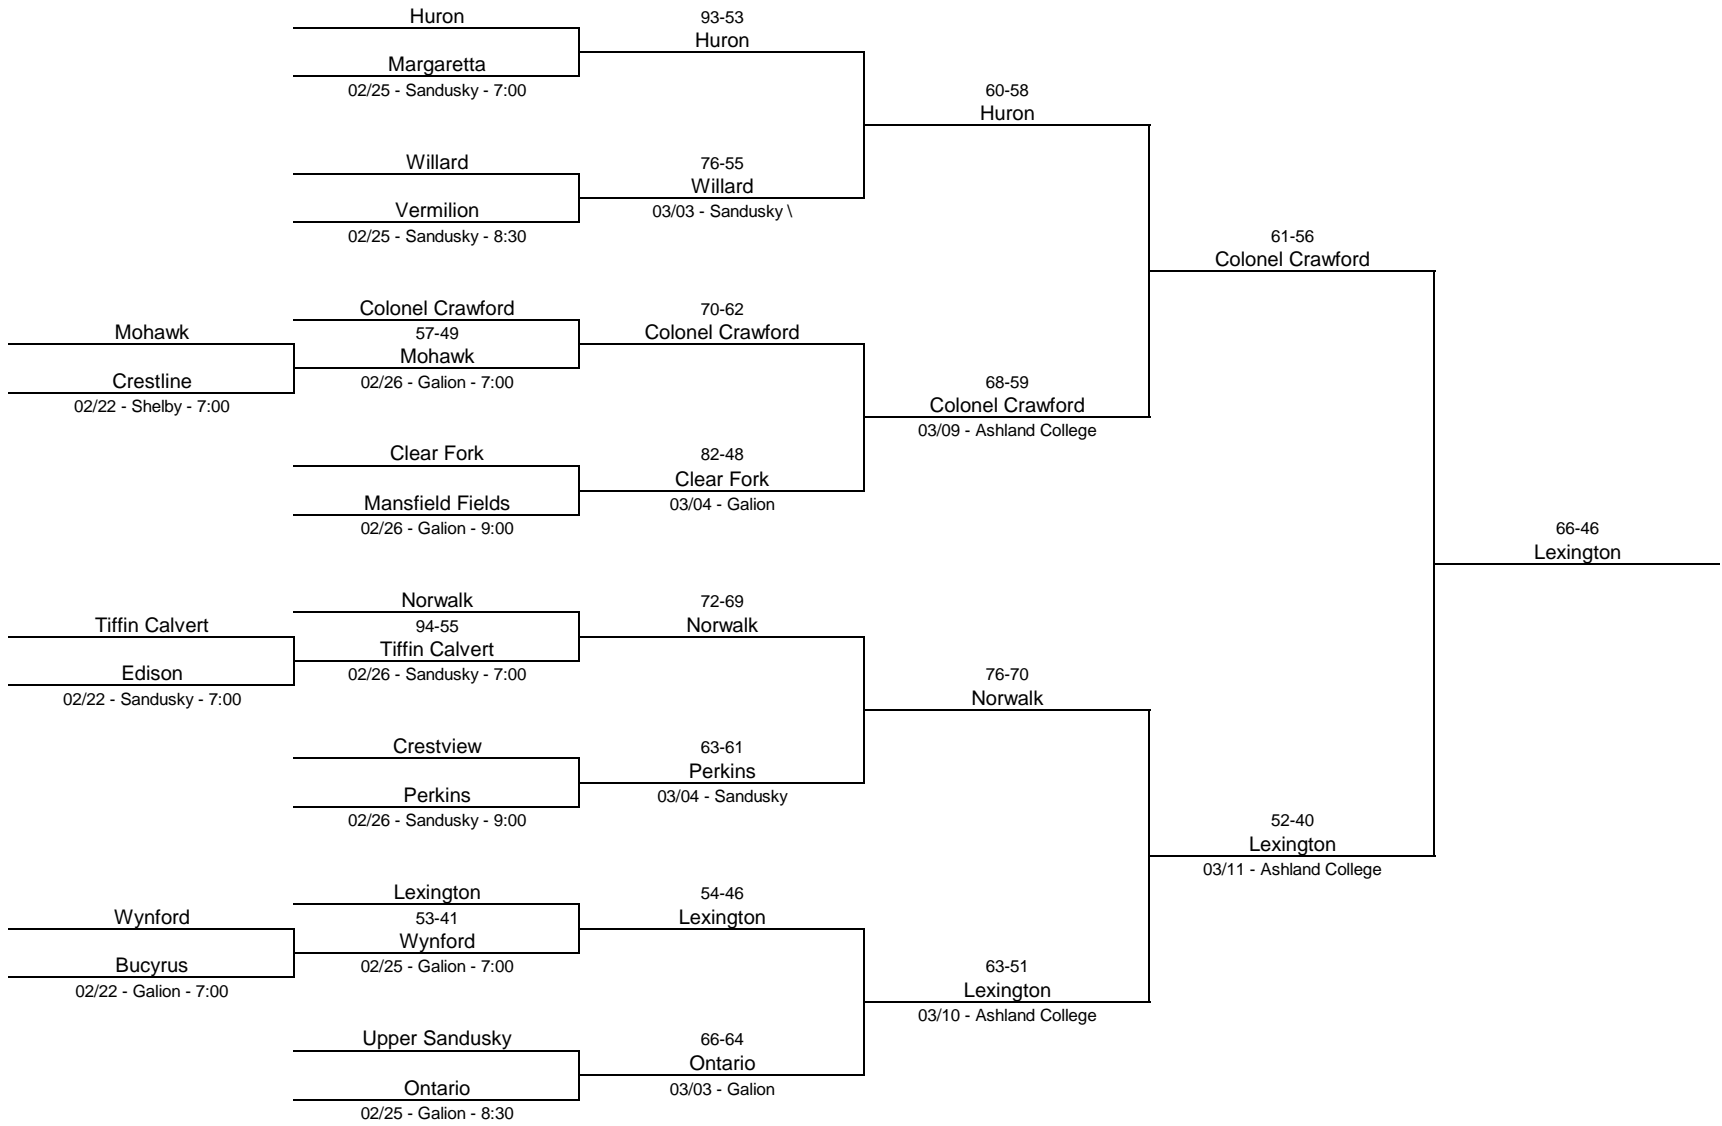 Huron
93-53
Huron
Margaretta
02/25 - Sandusky - 7:00
60-58
Huron
Willard
76-55
Willard
Vermilion
03/03 - Sandusky \
02/25 - Sandusky - 8:30
61-56
Colonel Crawford
Colonel Crawford
70-62
Mohawk
57-49
Colonel Crawford
Mohawk
Crestline
02/26 - Galion - 7:00
68-59
02/22 - Shelby - 7:00
Colonel Crawford
03/09 - Ashland College
Clear Fork
82-48
Clear Fork
Mansfield Fields
03/04 - Galion
02/26 - Galion - 9:00
66-46
Lexington
Norwalk
72-69
Tiffin Calvert
94-55
Norwalk
Tiffin Calvert
Edison
02/26 - Sandusky - 7:00
76-70
02/22 - Sandusky - 7:00
Norwalk
Crestview
63-61
Perkins
Perkins
03/04 - Sandusky
02/26 - Sandusky - 9:00
52-40
Lexington
03/11 - Ashland College
Lexington
54-46
Wynford
53-41
Lexington
Wynford
Bucyrus
02/25 - Galion - 7:00
63-51
02/22 - Galion - 7:00
Lexington
03/10 - Ashland College
Upper Sandusky
66-64
Ontario
Ontario
03/03 - Galion
02/25 - Galion - 8:30